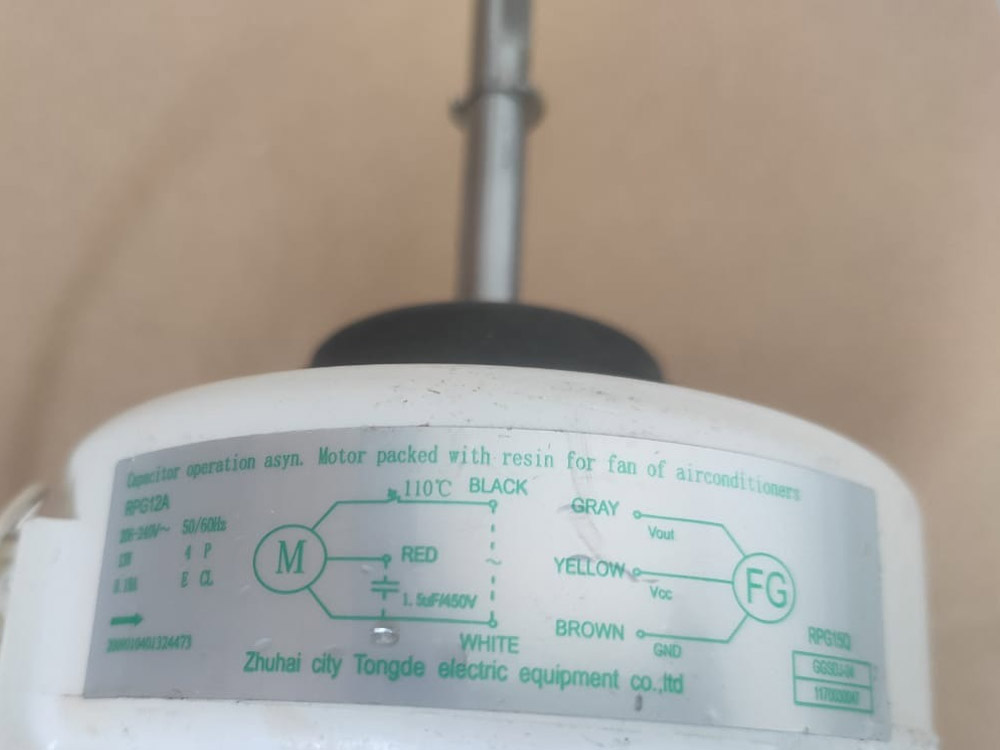 Capacitor operation asyn. Motor packed with resin for fan of airconditioners
RPG12A
50/60Hz
4 P
E CL
M
110℃ BLACK
RED
1.5uF/450V
~
WHITE
GRAY
Vout
YELLOW
Vcc
BROWN
GND
FG
Zhuhai city Tongde electric equipment co.,ltd